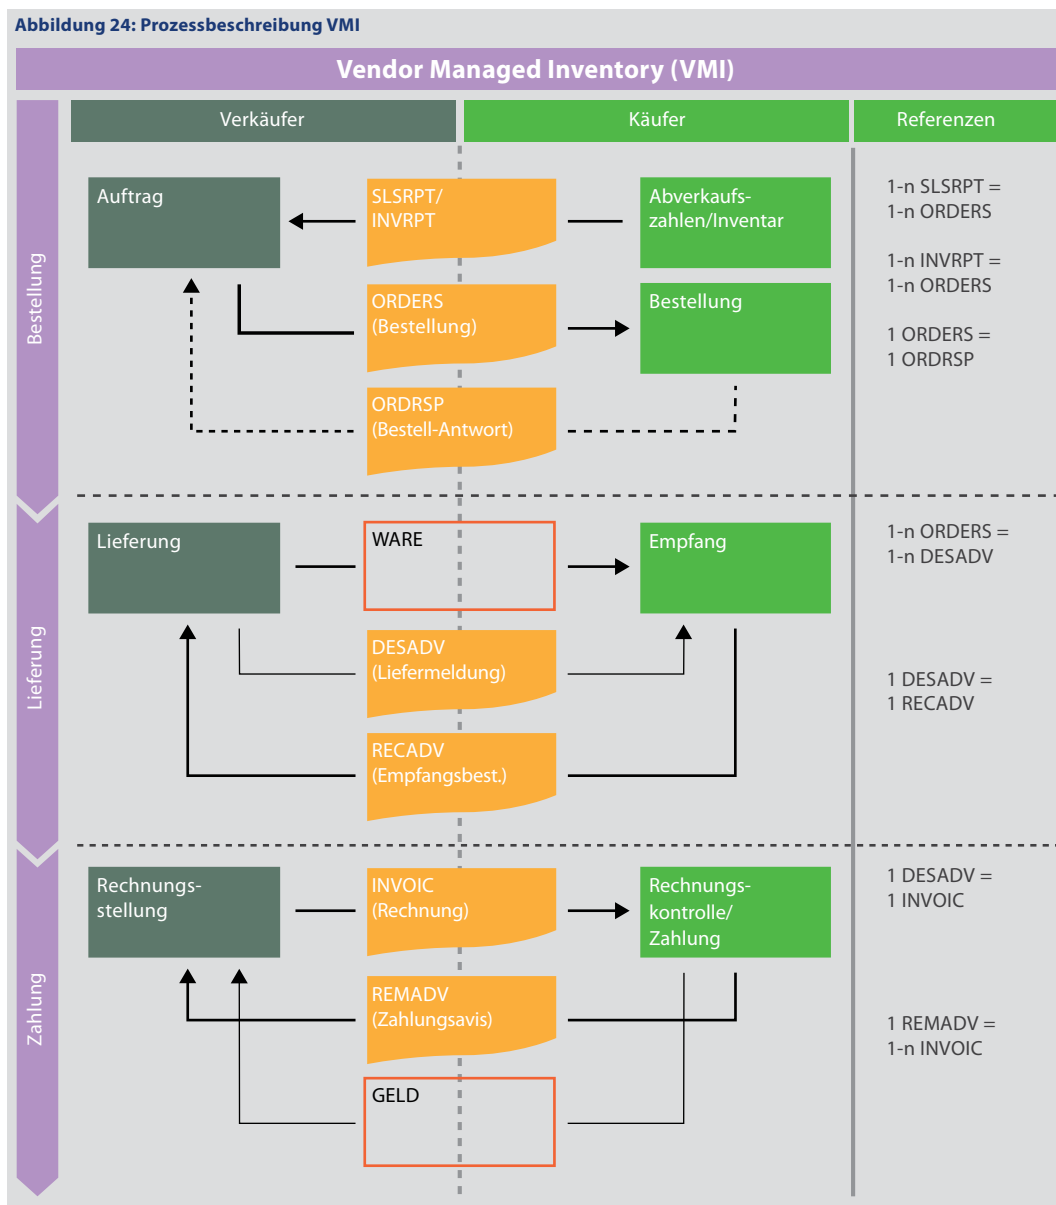 Abbildung 24: Prozessbeschreibung VMI
Vendor Managed Inventory (VMI)
Verkäufer
Käufer
Referenzen
Bestellung
Auftrag
SLSRPT/
INVRPT
Abverkaufs-
zahlen/Inventar
1-n SLSRPT =
1-n ORDERS
1-n INVRPT =
1-n ORDERS
ORDERS
(Bestellung)
Bestellung
1 ORDERS =
1 ORDRSP
ORDRSP
(Bestell-Antwort)
Lieferung
Lieferung
WARE
Empfang
1-n ORDERS =
1-n DESADV
DESADV
(Liefermeldung)
1 DESADV =
1 RECADV
RECADV
(Empfangsbest.)
Zahlung
Rechnungs-
stellung
INVOIC
(Rechnung)
Rechnungs-
kontrolle/
Zahlung
1 DESADV =
1 INVOIC
REMADV
(Zahlungsavis)
1 REMADV =
1-n INVOIC
GELD